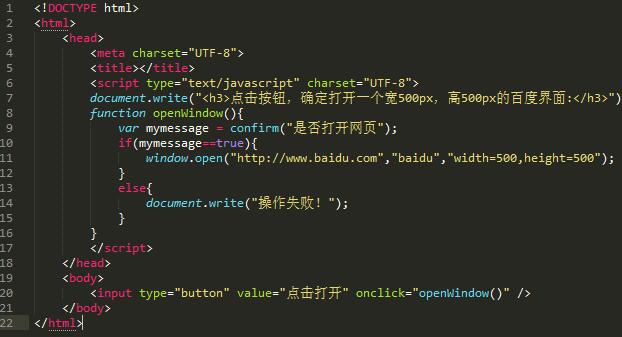 1 <!DOCTYPE html>
2 <html>
3 <head>
4 <meta charset="UTF-8">
5 <title></title>
6 <script type="text/javascript" charset="UTF-8">
7 document.write("<h3>点击按钮，确定打开一个宽500px，高500px的百度界面:</h3>")
8 function openWindow(){
9 var mymessage = confirm("是否打开网页");
10 if(mymessage==true){
11 window.open("http://www.baidu.com","baidu","width=500,height=500");
12 }
13 else{
14 document.write("操作失败！");
15 }
16 }
17 </script>
18 </head>
19 <body>
20 <input type="button" value="点击打开" onclick="openWindow()" />
21 </body>
22 </html>